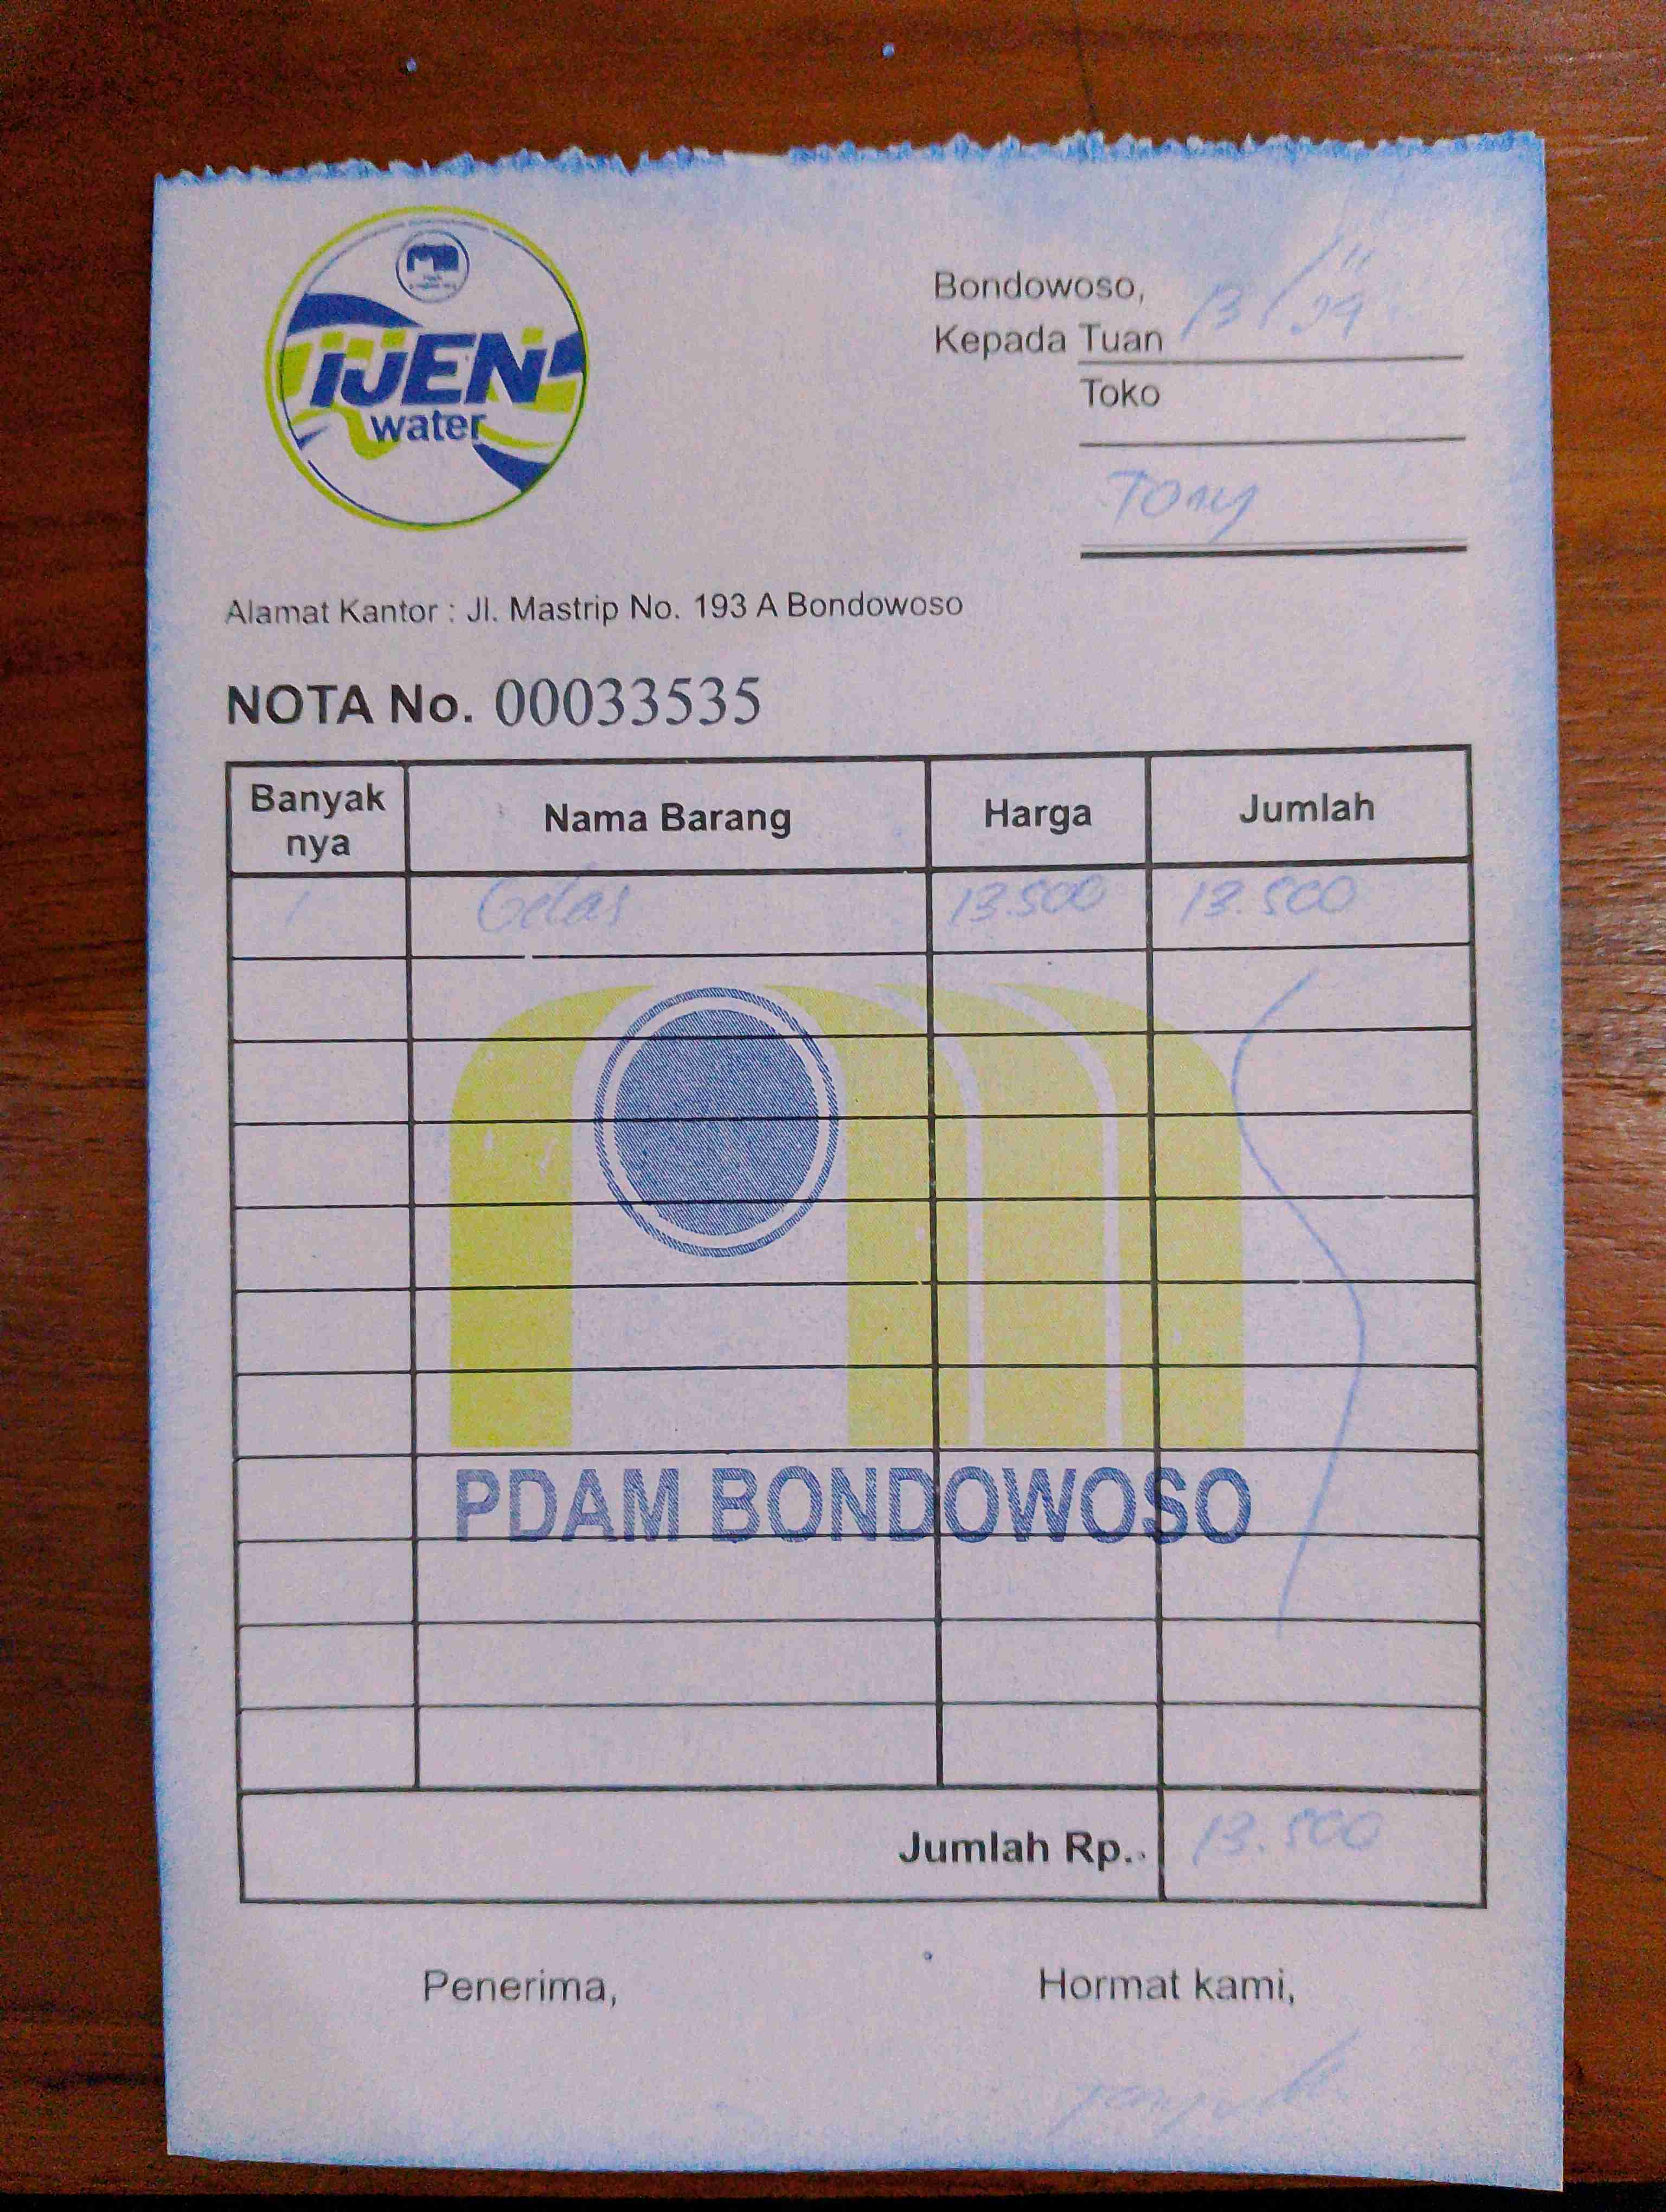 IJEN
water
Bondowoso, 13/11 24
Kepada Tuan
Toko
Tony
Alamat Kantor : Jl. Mastrip No. 193 A Bondowoso
NOTA No. 00033535
Banyak nya Nama Barang Harga Jumlah
1 Gelas 13.500 13.500
PDAM BONDOWOSO
Jumlah Rp.. 13.500
Penerima, Hormat kami,